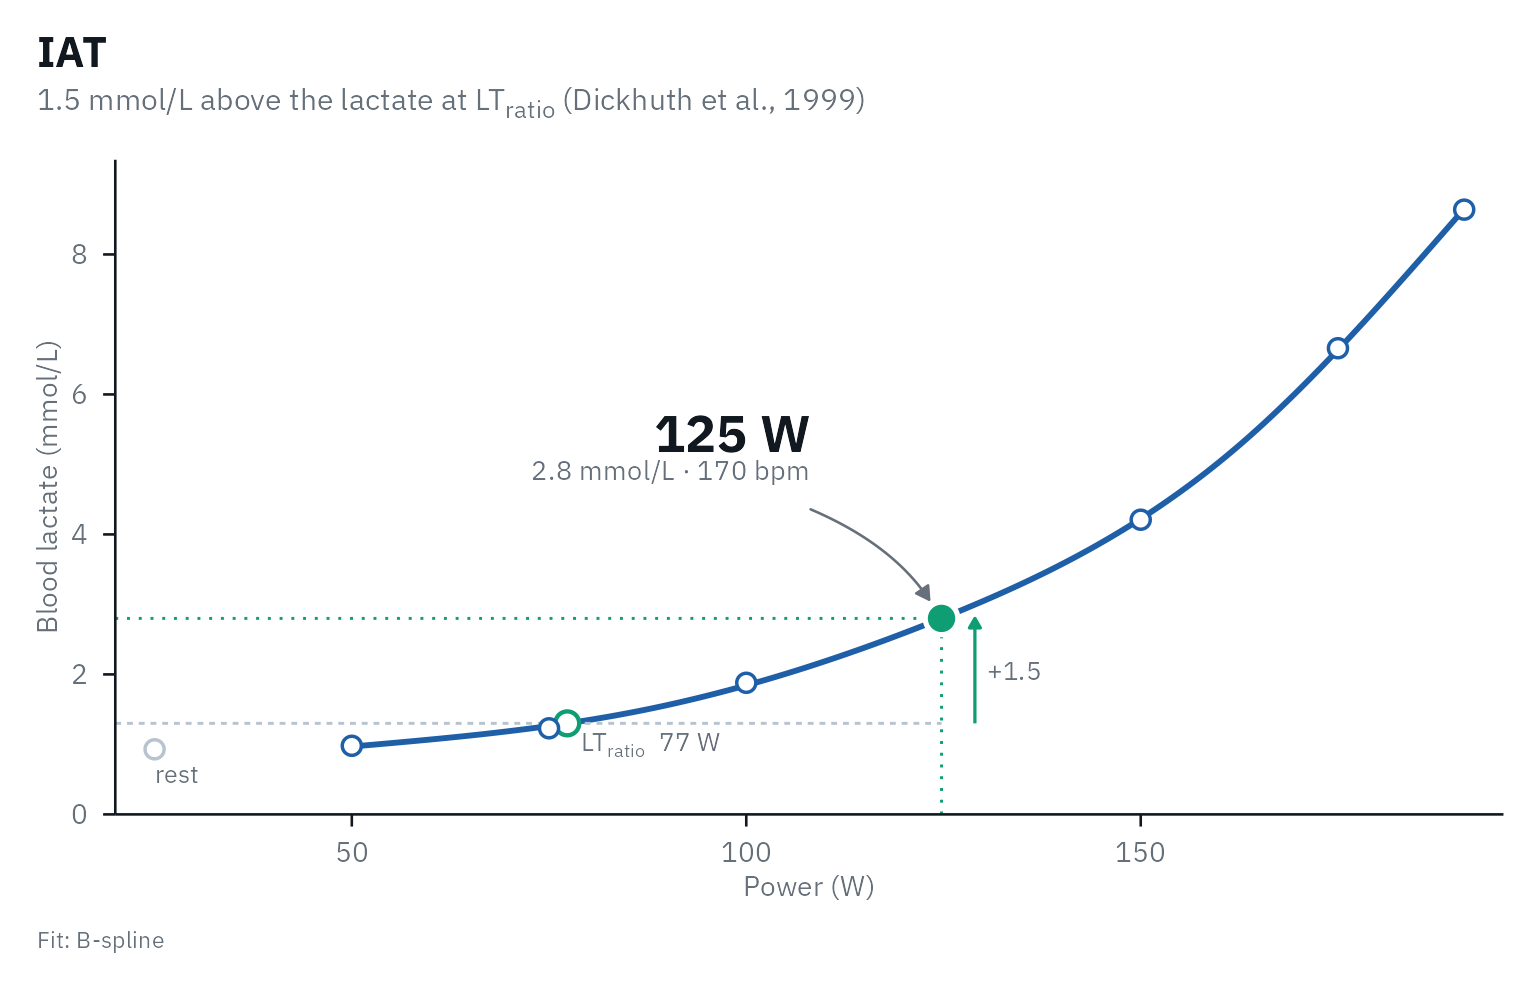 IAT
1.5 mmol/L above the lactate at LTratio (Dickhuth et al., 1999)
Blood lactate (mmol/L)
8
6
4
2
0
125 W
2.8 mmol/L · 170 bpm
+1.5
LTratio 77 W
rest
50
100
150
Power (W)
Fit: B-spline